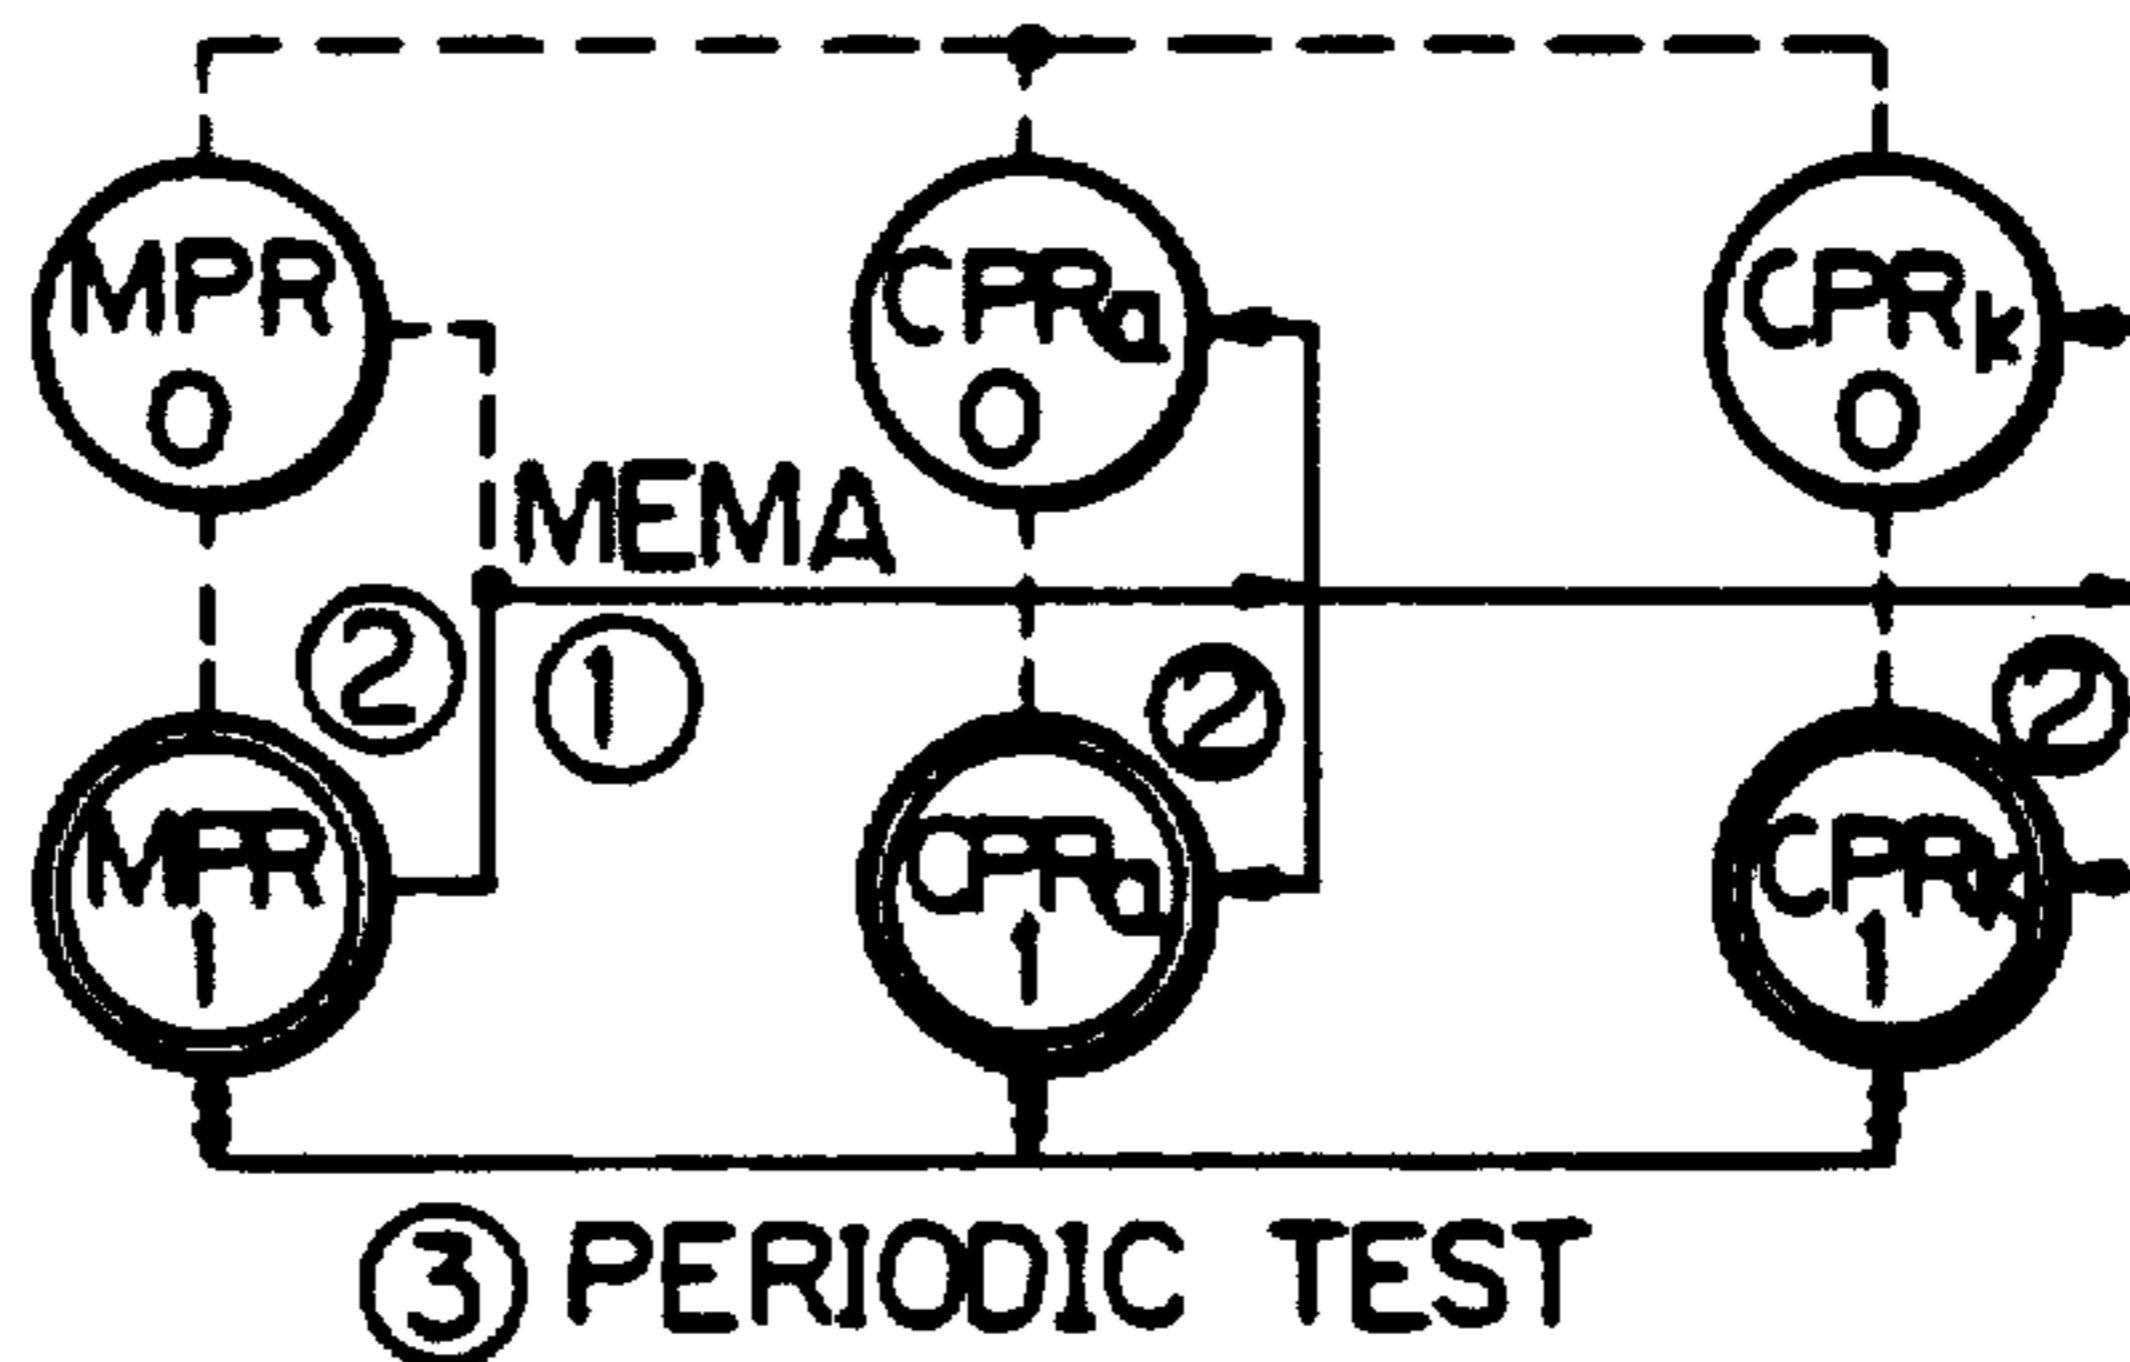 MPR CPRa CPRk
0 0 0
MEMA
② ① ② ②
MPR CPRa CPRk
1 1 1
③ PERIODIC TEST